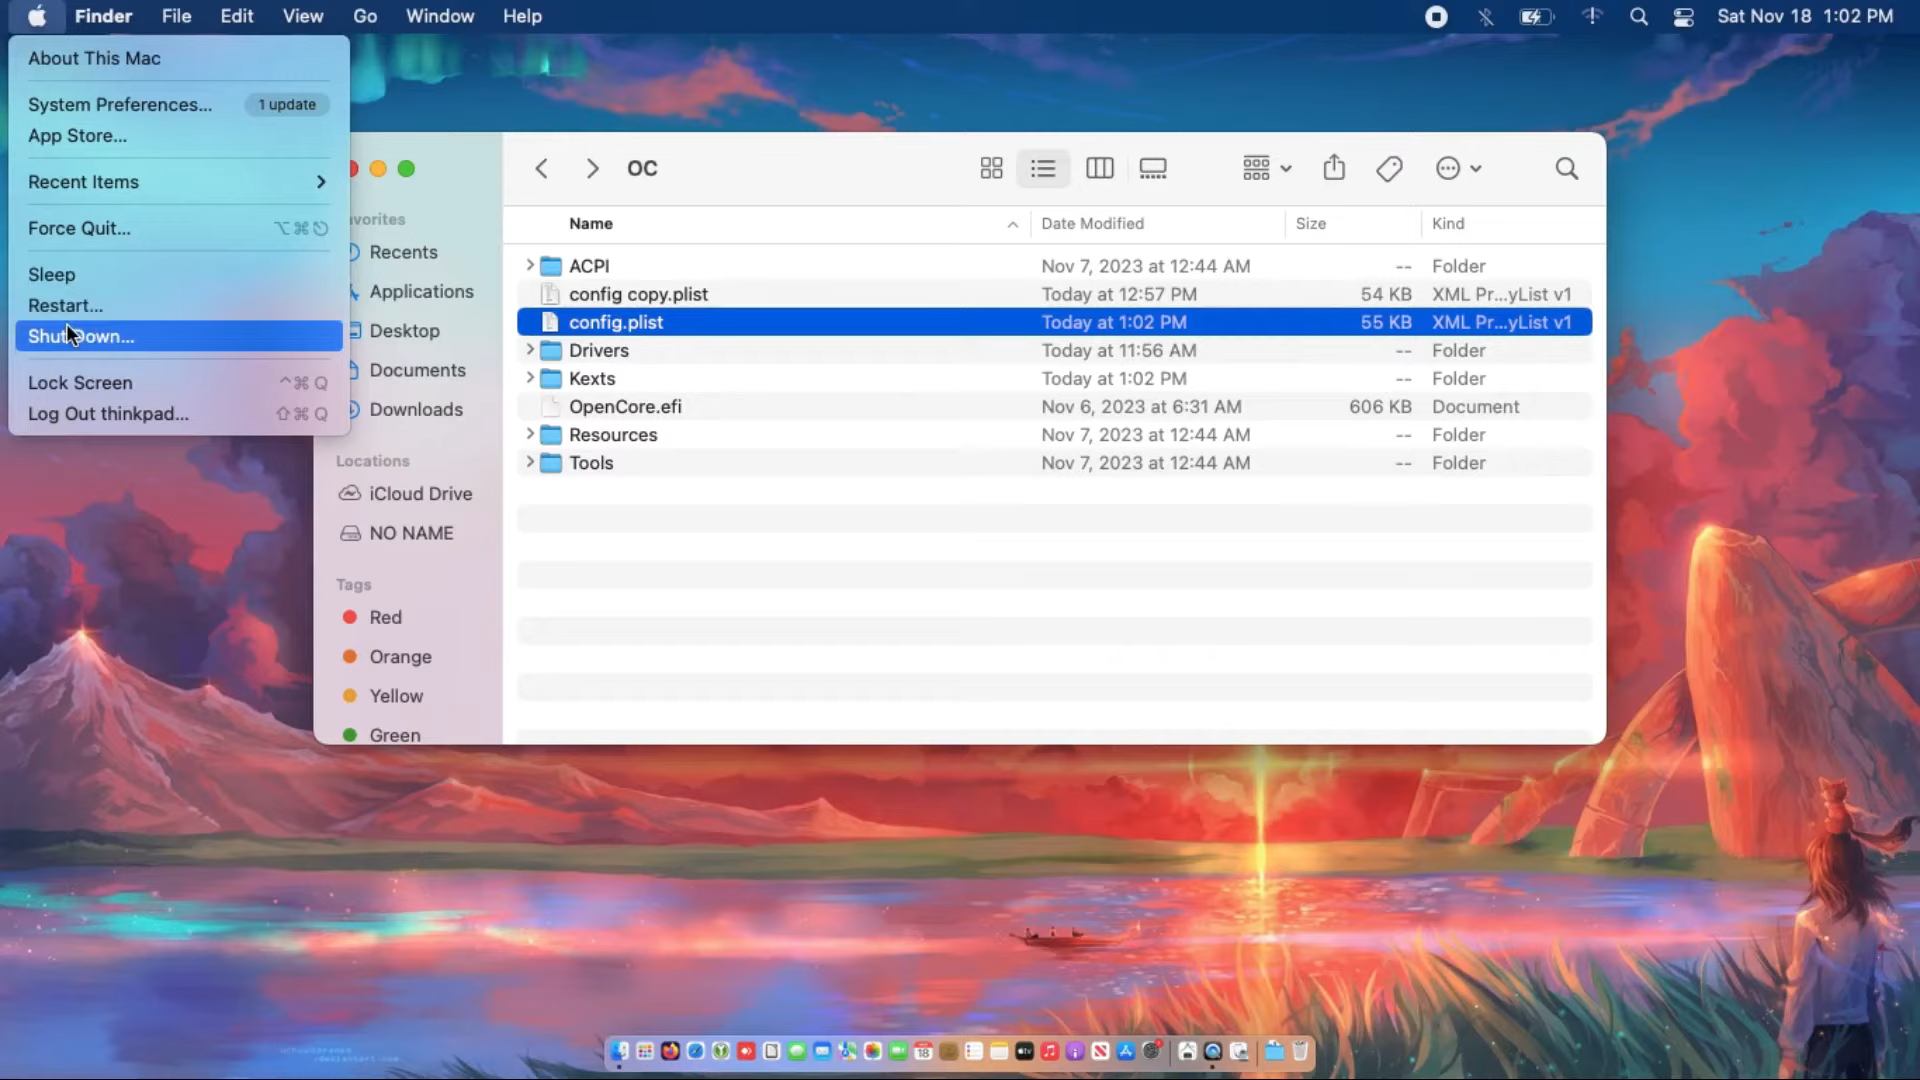 Finder File Edit View Go Window Help Sat Nov 18 1:02 PM
About This Mac
System Preferences... 1 update
App Store...
Recent Items
Force Quit... ⌥⌘⎋
Sleep
Restart...
Shut Down...
Lock Screen ^⌘Q
Log Out thinkpad... ⇧⌘Q
OC
vorites
Recents
Applications
Desktop
Documents
Downloads
Locations
iCloud Drive
NO NAME
Tags
Red
Orange
Yellow
Green
Name Date Modified Size Kind
ACPI Nov 7, 2023 at 12:44 AM -- Folder
config copy.plist Today at 12:57 PM 54 KB XML Pr...yList v1
config.plist Today at 1:02 PM 55 KB XML Pr...yList v1
Drivers Today at 11:56 AM -- Folder
Kexts Today at 1:02 PM -- Folder
OpenCore.efi Nov 6, 2023 at 6:31 AM 606 KB Document
Resources Nov 7, 2023 at 12:44 AM -- Folder
Tools Nov 7, 2023 at 12:44 AM -- Folder
18